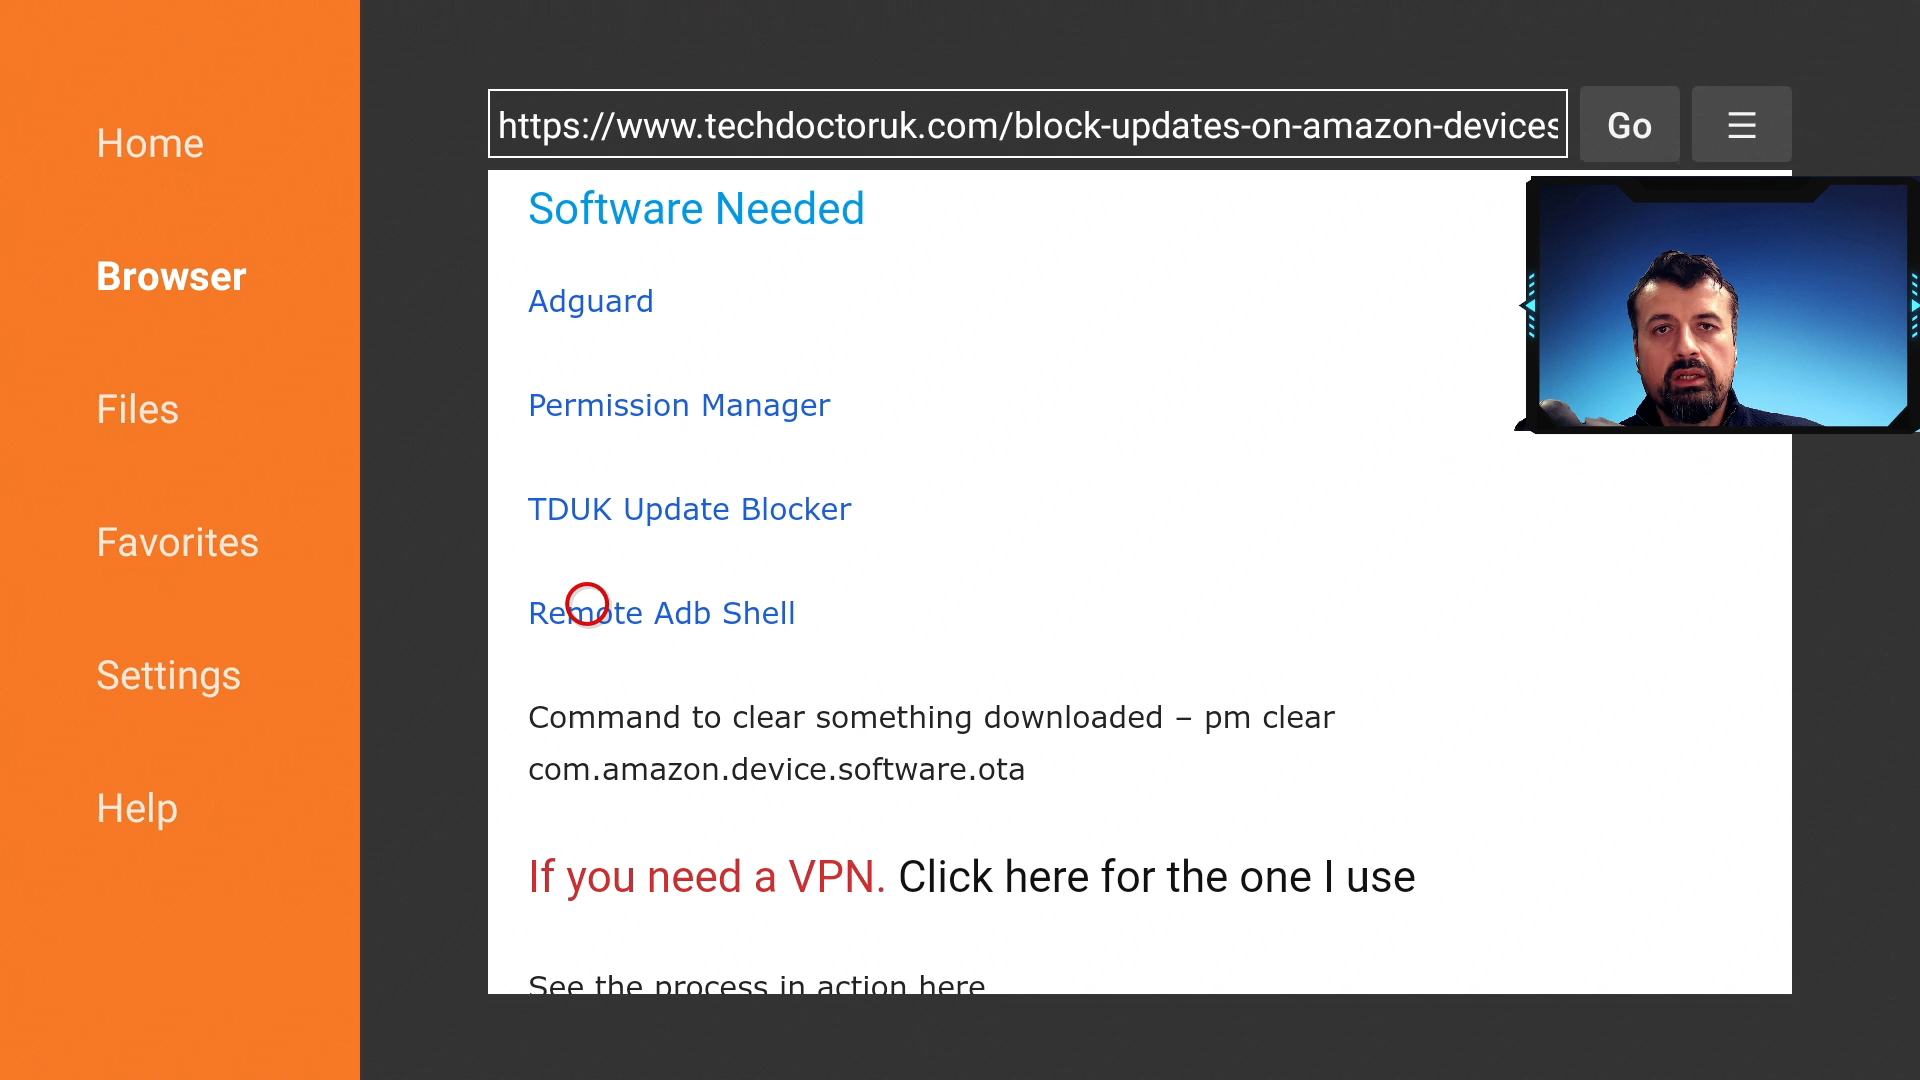 Home
Browser
Files
Favorites
Settings
Help
https://www.techdoctoruk.com/block-updates-on-amazon-devices
Go
Software Needed
Adguard
Permission Manager
TDUK Update Blocker
Remote Adb Shell
Command to clear something downloaded – pm clear
com.amazon.device.software.ota
If you need a VPN. Click here for the one I use
See the process in action here